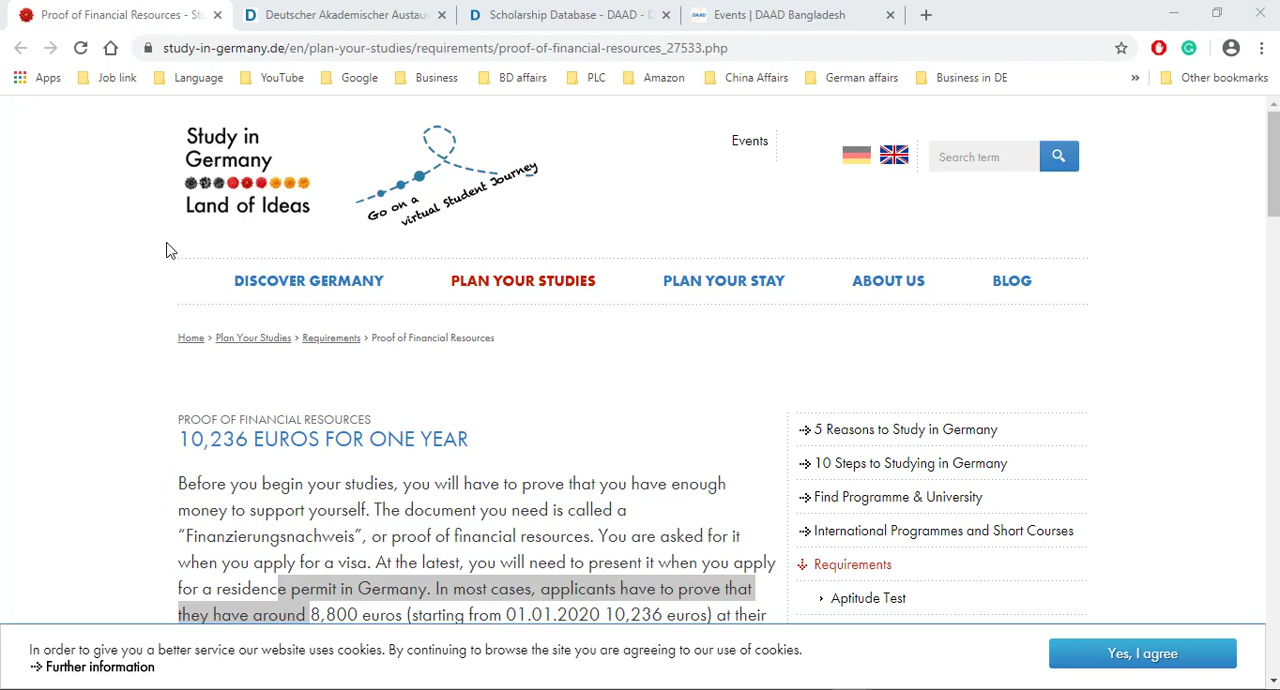 Proof of Financial Resources - Stu
Deutscher Akademischer Austaus
Scholarship Database - DAAD - D
Events | DAAD Bangladesh
study-in-germany.de/en/plan-your-studies/requirements/proof-of-financial-resources_27533.php
Apps
Job link
Language
YouTube
Google
Business
BD affairs
PLC
Amazon
China Affairs
German affairs
Business in DE
»
Other bookmarks
Study in
Germany
Land of Ideas
Go on a
virtual Student Journey
Events
Search term
DISCOVER GERMANY
PLAN YOUR STUDIES
PLAN YOUR STAY
ABOUT US
BLOG
Home > Plan Your Studies > Requirements > Proof of Financial Resources
PROOF OF FINANCIAL RESOURCES
10,236 EUROS FOR ONE YEAR
Before you begin your studies, you will have to prove that you have enough
money to support yourself. The document you need is called a
“Finanzierungsnachweis”, or proof of financial resources. You are asked for it
when you apply for a visa. At the latest, you will need to present it when you apply
for a residence permit in Germany. In most cases, applicants have to prove that
they have around 8,800 euros (starting from 01.01.2020 10,236 euros) at their
5 Reasons to Study in Germany
10 Steps to Studying in Germany
Find Programme & University
International Programmes and Short Courses
Requirements
Aptitude Test
In order to give you a better service our website uses cookies. By continuing to browse the site you are agreeing to our use of cookies.
Further information
Yes, I agree